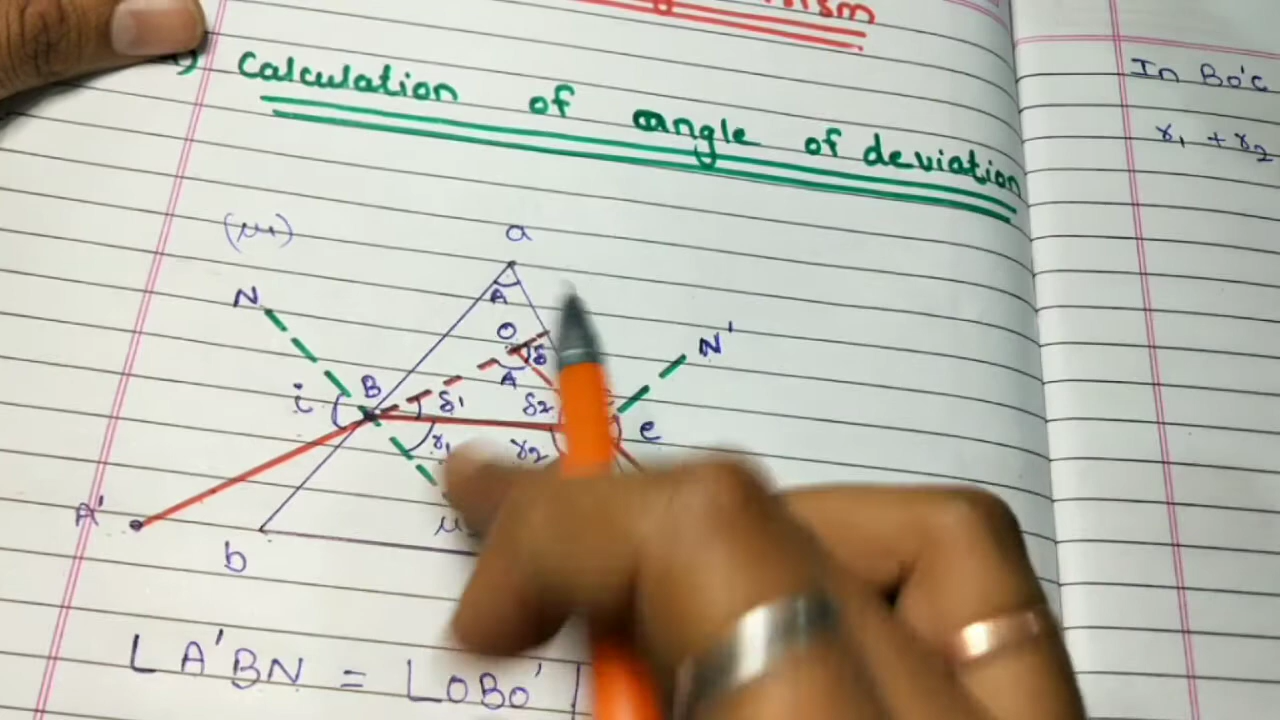 Calculation of angle of deviation
(μ1)
a
A
N
O
δ
N'
B
A
i
δ1
δ2
e
r1
r2
A'
b
∠A'BN = ∠OBO'
In BO'C
r1 + r2